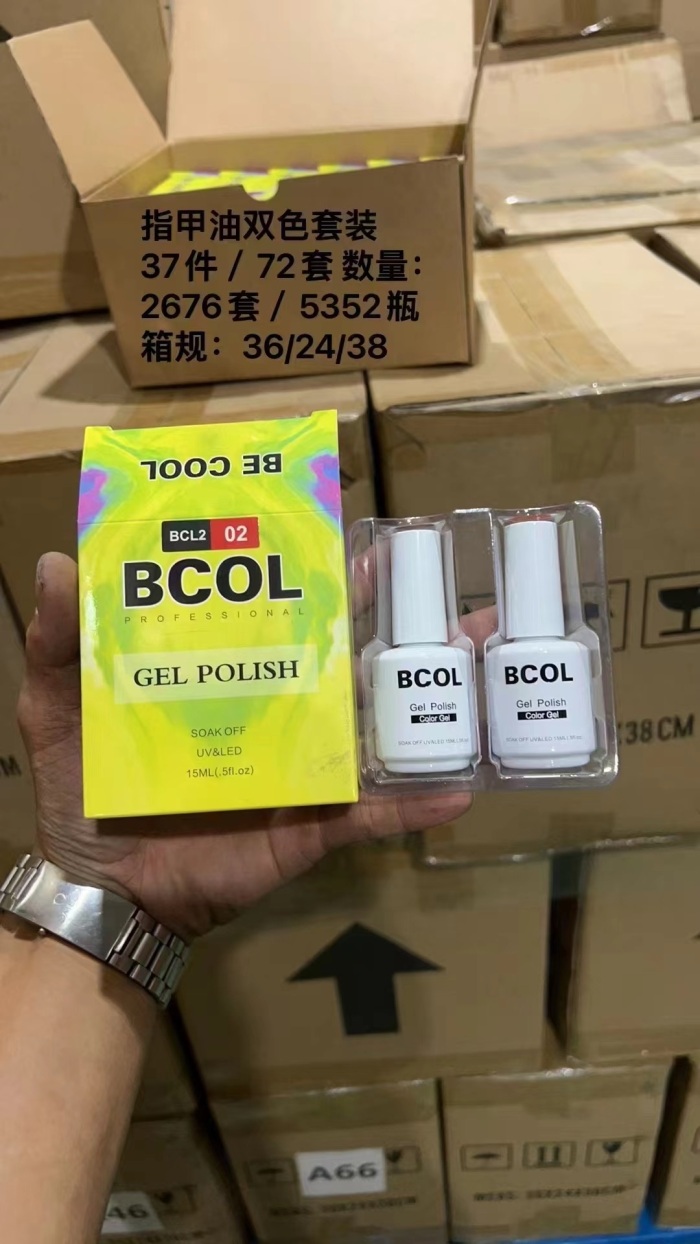 指甲油双色套装
37件 / 72套 数量：
2676套 / 5352瓶
箱规：36/24/38
BE COOL
BCL2 02
BCOL
PROFESSIONAL
GEL POLISH
SOAK OFF
UV&LED
15ML(.5fl.oz)
BCOL
Gel Polish
Color Gel
BCOL
Gel Polish
Color Gel
38CM
A66
46